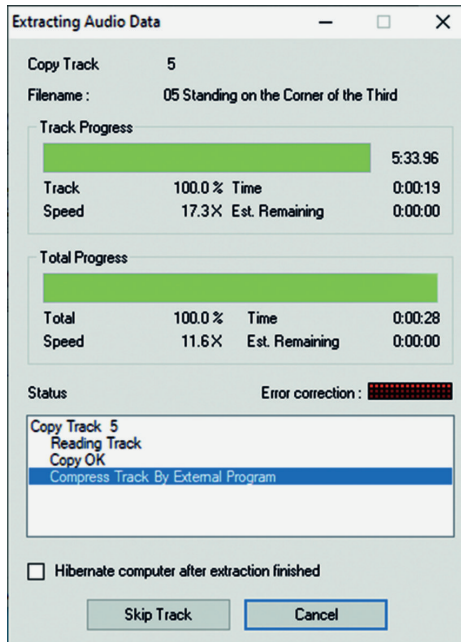 Extracting Audio Data
Copy Track 5
Filename : 05 Standing on the Corner of the Third
Track Progress
5:33.96
Track 100.0 % Time 0:00:19
Speed 17.3X Est. Remaining 0:00:00
Total Progress
Total 100.0 % Time 0:00:28
Speed 11.6X Est. Remaining 0:00:00
Status Error correction :
Copy Track 5
Reading Track
Copy OK
Compress Track By External Program
Hibernate computer after extraction finished
Skip Track Cancel